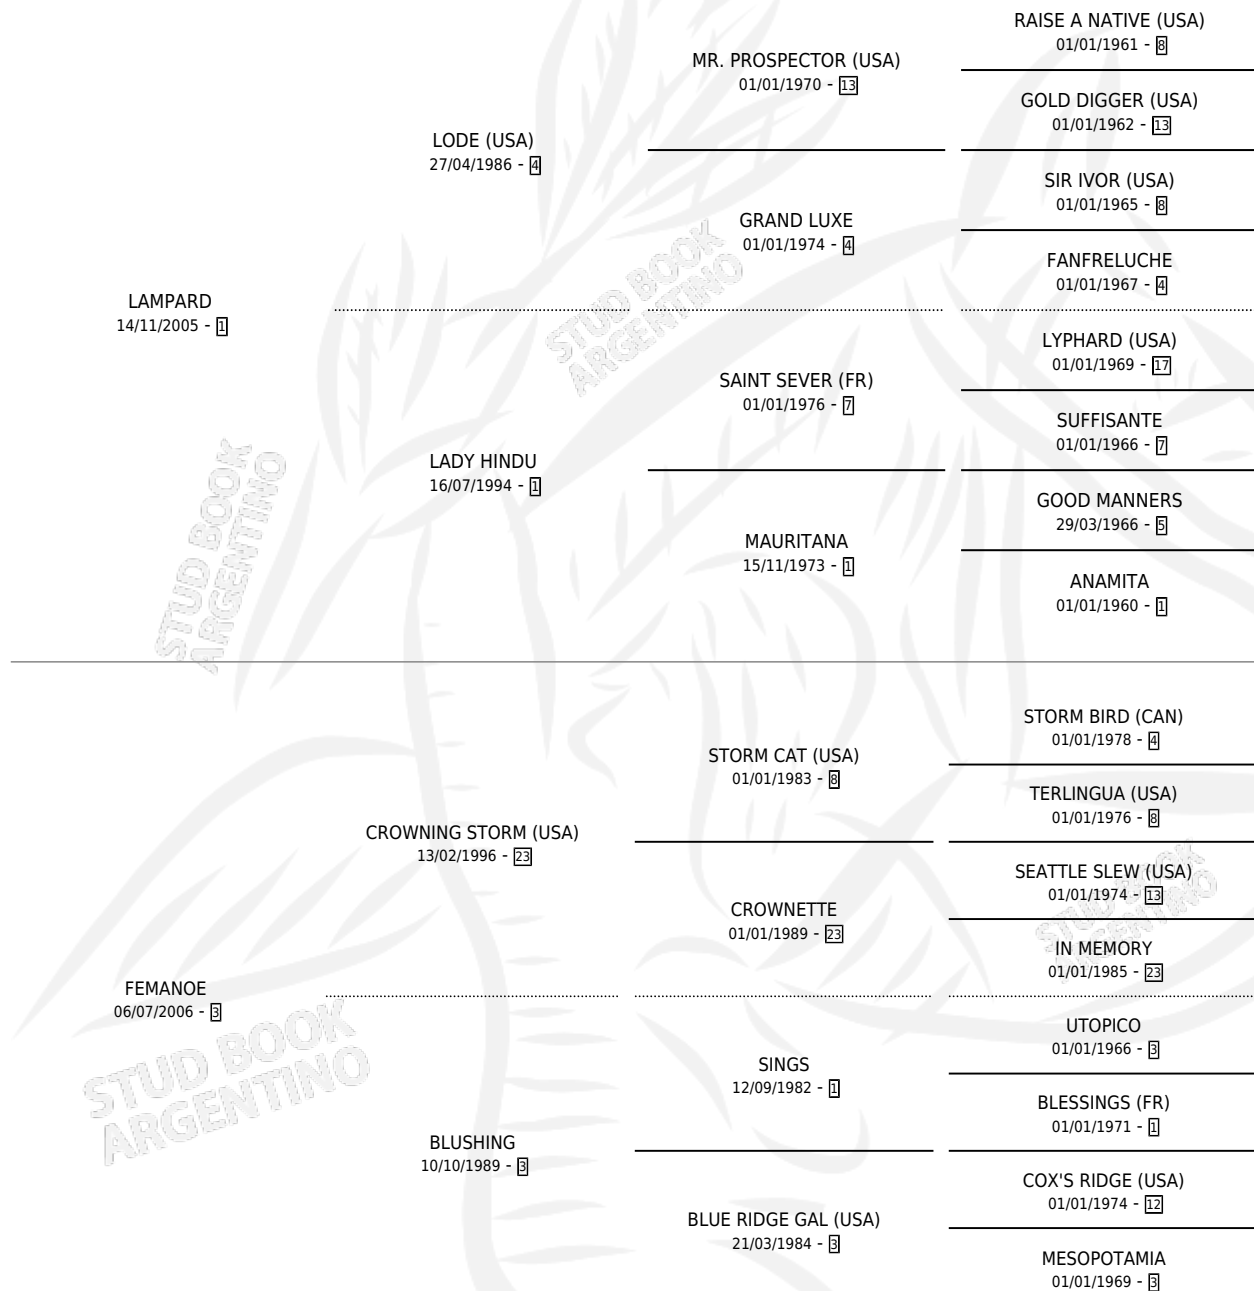 RAISE A NATIVE (USA)
01/01/1961 - 8
MR. PROSPECTOR (USA)
01/01/1970 - 13
GOLD DIGGER (USA)
01/01/1962 - 13
LODE (USA)
27/04/1986 - 4
SIR IVOR (USA)
01/01/1965 - 8
GRAND LUXE
01/01/1974 - 4
FANFRELUCHE
01/01/1967 - 4
LAMPARD
14/11/2005 - 1
LYPHARD (USA)
01/01/1969 - 17
SAINT SEVER (FR)
01/01/1976 - 7
SUFFISANTE
01/01/1966 - 7
LADY HINDU
16/07/1994 - 1
GOOD MANNERS
29/03/1966 - 5
MAURITANA
15/11/1973 - 1
ANAMITA
01/01/1960 - 1
STORM BIRD (CAN)
01/01/1978 - 4
STORM CAT (USA)
01/01/1983 - 8
TERLINGUA (USA)
01/01/1976 - 8
CROWNING STORM (USA)
13/02/1996 - 23
SEATTLE SLEW (USA)
01/01/1974 - 13
CROWNETTE
01/01/1989 - 23
IN MEMORY
01/01/1985 - 23
FEMANOE
06/07/2006 - 3
UTOPICO
01/01/1966 - 3
SINGS
12/09/1982 - 1
BLESSINGS (FR)
01/01/1971 - 1
BLUSHING
10/10/1989 - 3
COX'S RIDGE (USA)
01/01/1974 - 12
BLUE RIDGE GAL (USA)
21/03/1984 - 3
MESOPOTAMIA
01/01/1969 - 3
STUD BOOK
ARGENTINO
STUD BOOK
ARGENTINO
STUD BOOK
ARGENTINO
STUD BOOK
ARGENTINO